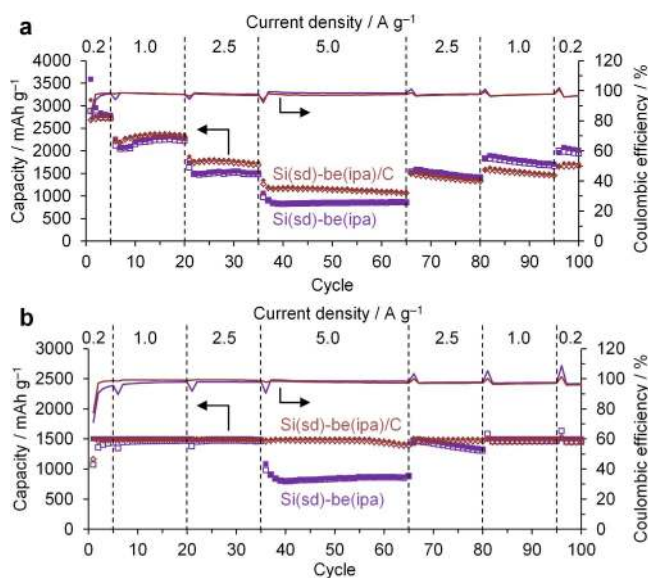 a
Current density / A g⁻¹
0.2 1.0 2.5 5.0 2.5 1.0 0.2
Capacity / mAh g⁻¹
4000
3500
3000
2500
2000
1500
1000
500
0
Si(sd)-be(ipa)/C
Si(sd)-be(ipa)
120
100
80
60
40
20
0
Coulombic efficiency / %
0 10 20 30 40 50 60 70 80 90 100
Cycle
b
Current density / A g⁻¹
0.2 1.0 2.5 5.0 2.5 1.0 0.2
Capacity / mAh g⁻¹
3000
2500
2000
1500
1000
500
0
Si(sd)-be(ipa)/C
Si(sd)-be(ipa)
120
100
80
60
40
20
0
Coulombic efficiency / %
0 10 20 30 40 50 60 70 80 90 100
Cycle